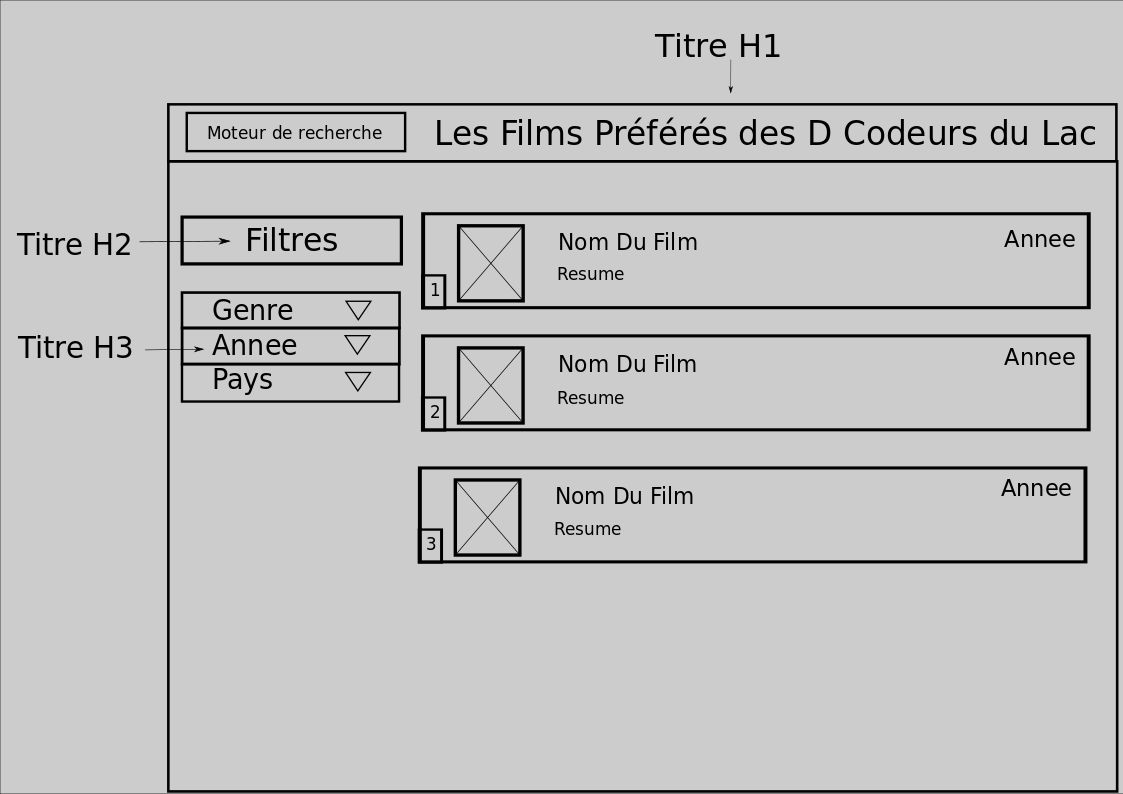 Titre H1
Moteur de recherche
Les Films Préférés des D Codeurs du Lac
Titre H2
Filtres
Titre H3
Genre
Annee
Pays
Nom Du Film
Annee
Resume
1
Nom Du Film
Annee
Resume
2
Nom Du Film
Annee
Resume
3